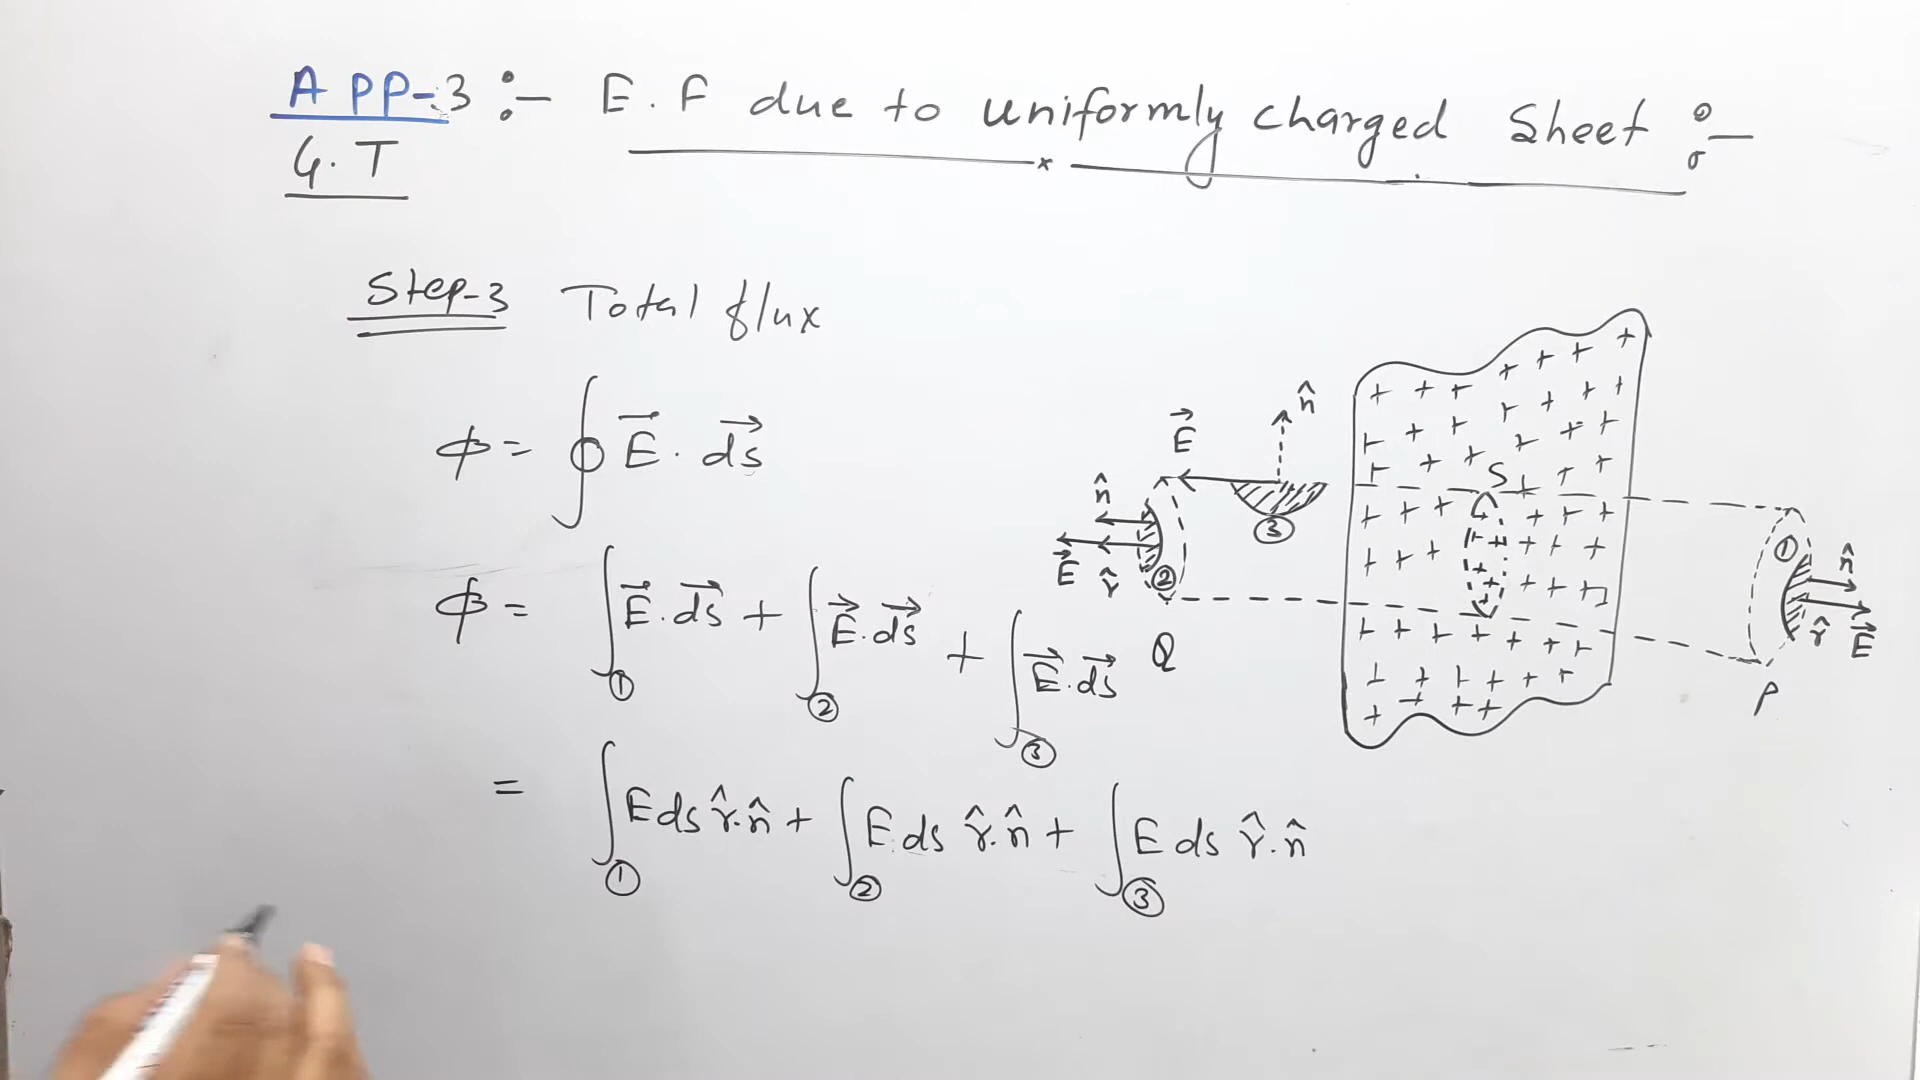 APP-3 :- E.F due to uniformly charged Sheet :-
G.T
Step-3 Total flux
ϕ = ∮ E⃗ . ds⃗
ϕ = ∫① E⃗.ds⃗ + ∫② E⃗.ds⃗ + ∫③ E⃗.ds⃗
= ∫① E ds r̂.n̂ + ∫② E.ds r̂.n̂ + ∫③ E ds r̂.n̂
n̂
E⃗
③
n̂
E⃗
r̂
②
Q
S
①
n̂
r̂
E⃗
P